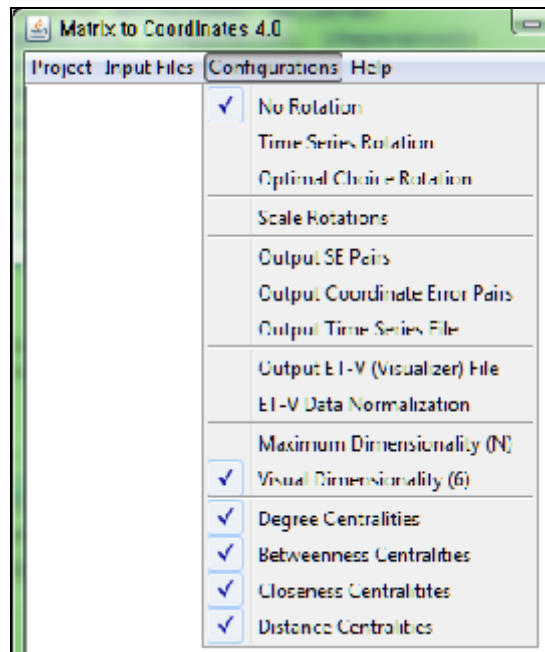 Matrix to Coordinates 4.0
Project Input Files Configurations Help
No Rotation
Time Series Rotation
Optimal Choice Rotation
Scale Rotations
Output SE Pairs
Output Coordinate Error Pairs
Output Time Series File
Output ET-V (Visualizer) File
ET-V Data Normalization
Maximum Dimensionality (N)
Visual Dimensionality (6)
Degree Centralities
Betweenness Centralities
Closeness Centralitites
Distance Centralities